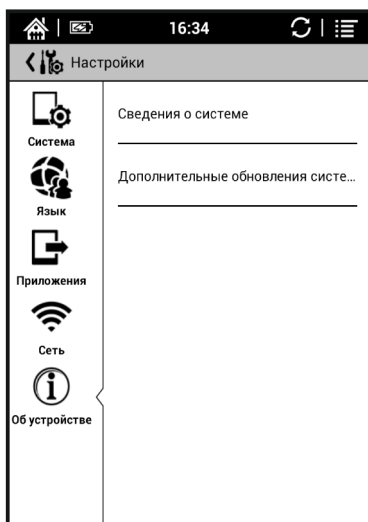 16:34
Настройки
Система
Язык
Приложения
Сеть
Об устройстве
Сведения о системе
Дополнительные обновления систе...